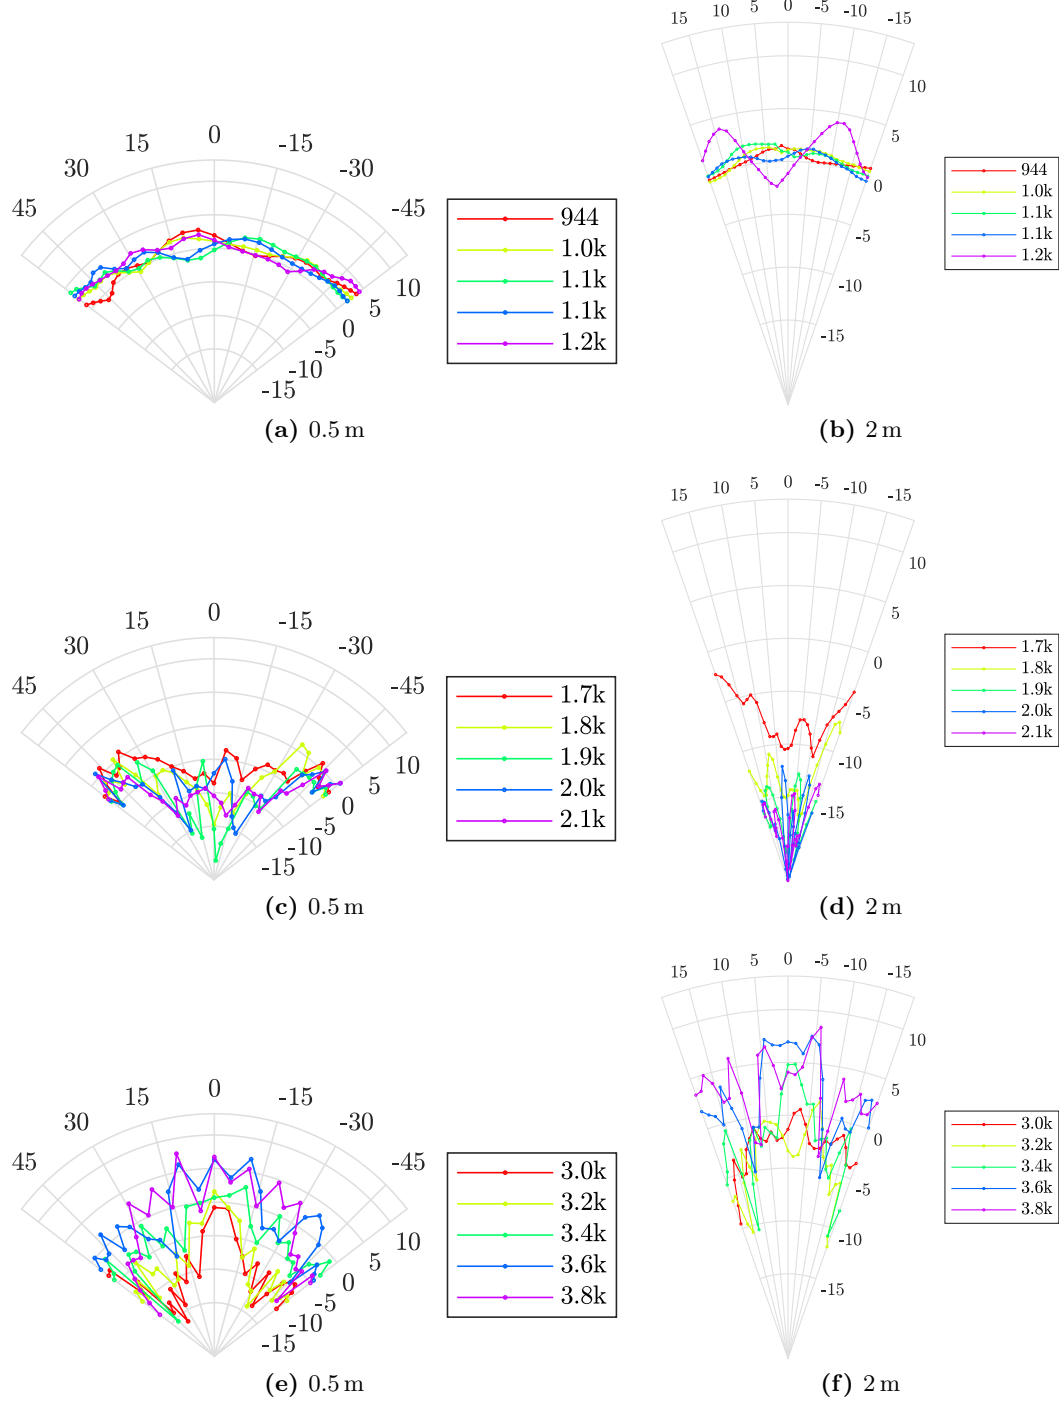 0
15
-15
30
-30
45
-45
10
5
0
-5
-10
-15
944
1.0k
1.1k
1.1k
1.2k
(a) 0.5 m
15 10 5 0 -5 -10 -15
10
5
0
-5
-10
-15
944
1.0k
1.1k
1.1k
1.2k
(b) 2 m
0
15
-15
30
-30
45
-45
10
5
0
-5
-10
-15
1.7k
1.8k
1.9k
2.0k
2.1k
(c) 0.5 m
15 10 5 0 -5 -10 -15
10
5
0
-5
-10
-15
1.7k
1.8k
1.9k
2.0k
2.1k
(d) 2 m
0
15
-15
30
-30
45
-45
10
5
0
-5
-10
-15
3.0k
3.2k
3.4k
3.6k
3.8k
(e) 0.5 m
15 10 5 0 -5 -10 -15
10
5
0
-5
-10
-15
3.0k
3.2k
3.4k
3.6k
3.8k
(f) 2 m